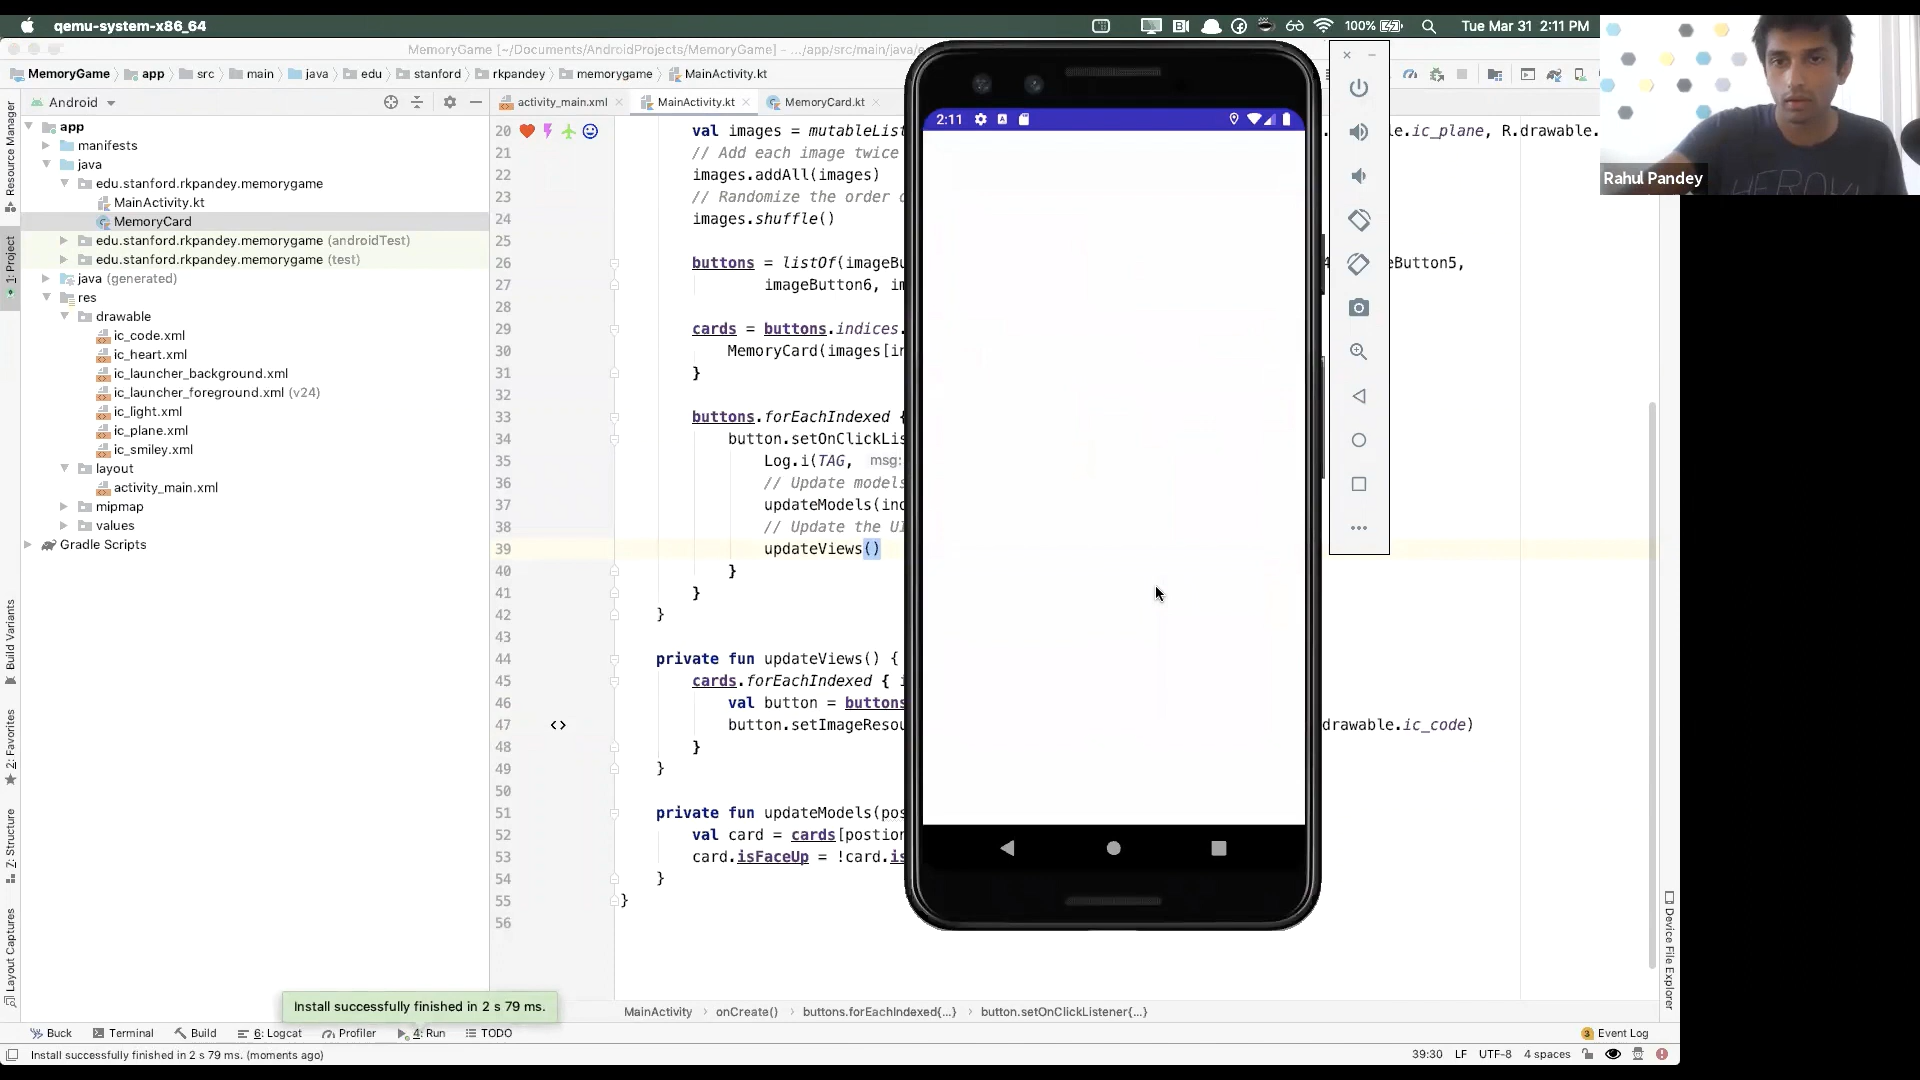 qemu-system-x86_64
100%
Tue Mar 31 2:11 PM
MemoryGame [~/Documents/AndroidProjects/MemoryGame] - .../app/src/main/java/e
MemoryGame
app
src
main
java
edu
stanford
rkpandey
memorygame
MainActivity.kt
Android
activity_main.xml
MainActivity.kt
MemoryCard.kt
app
manifests
java
edu.stanford.rkpandey.memorygame
MainActivity.kt
MemoryCard
edu.stanford.rkpandey.memorygame (androidTest)
edu.stanford.rkpandey.memorygame (test)
java (generated)
res
drawable
ic_code.xml
ic_heart.xml
ic_launcher_background.xml
ic_launcher_foreground.xml (v24)
ic_light.xml
ic_plane.xml
ic_smiley.xml
layout
activity_main.xml
mipmap
values
Gradle Scripts
Resource Manager
1: Project
Build Variants
2: Favorites
Z: Structure
Layout Captures
20 val images = mutableList
.ic_plane, R.drawable.
21 // Add each image twice
22 images.addAll(images)
23 // Randomize the order
24 images.shuffle()
25
26 buttons = listOf(imageBu
eButton5,
27 imageButton6, im
28
29 cards = buttons.indices.
30 MemoryCard(images[in
31 }
32
33 buttons.forEachIndexed {
34 button.setOnClickLis
35 Log.i(TAG, msg:
36 // Update models
37 updateModels(ind
38 // Update the UI
39 updateViews()
40 }
41 }
42 }
43
44 private fun updateViews() {
45 cards.forEachIndexed { i
46 val button = buttons
47 button.setImageResou
drawable.ic_code)
48 }
49 }
50
51 private fun updateModels(pos
52 val card = cards[postion
53 card.isFaceUp = !card.is
54 }
55 }
56
2:11
Rahul Pandey
Device File Explorer
Install successfully finished in 2 s 79 ms.
MainActivity › onCreate() › buttons.forEachIndexed{...} › button.setOnClickListener{...}
Buck
Terminal
Build
6: Logcat
Profiler
4: Run
TODO
3 Event Log
Install successfully finished in 2 s 79 ms. (moments ago)
39:30
LF
UTF-8
4 spaces